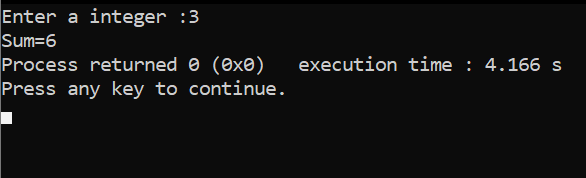 Enter a integer :3
Sum=6
Process returned 0 (0x0)   execution time : 4.166 s
Press any key to continue.